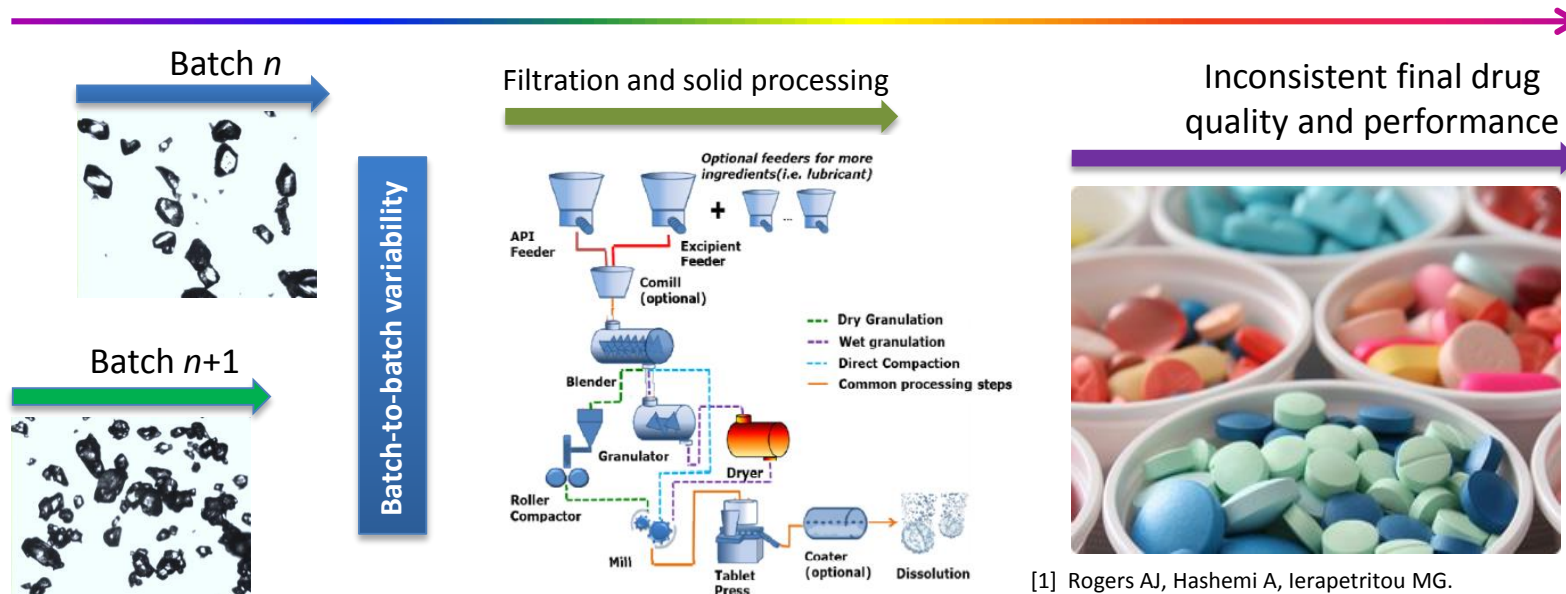 Batch n
Batch n+1
Batch-to-batch variability
Filtration and solid processing
Optional feeders for more
ingredients(i.e. lubricant)
+
...
API
Feeder
Excipient
Feeder
Comill
(optional)
Dry Granulation
Wet granulation
Direct Compaction
Common processing steps
Blender
Granulator
Dryer
Roller
Compactor
Mill
Tablet
Press
Coater
(optional)
Dissolution
Inconsistent final drug
quality and performance
[1] Rogers AJ, Hashemi A, Ierapetritou MG.